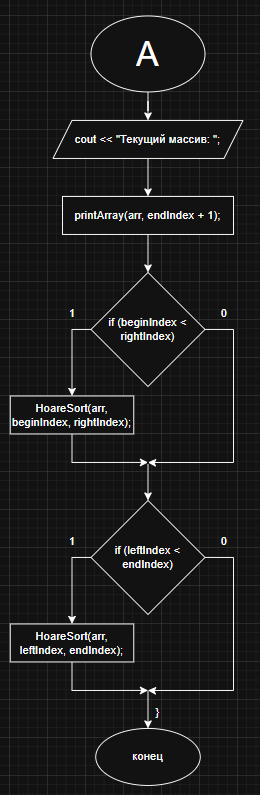 A
cout << "Текущий массив: ";
printArray(arr, endIndex + 1);
1
0
if (beginIndex <
rightIndex)
HoareSort(arr,
beginIndex, rightIndex);
1
0
if (leftIndex <
endIndex)
HoareSort(arr,
leftIndex, endIndex);
}
конец